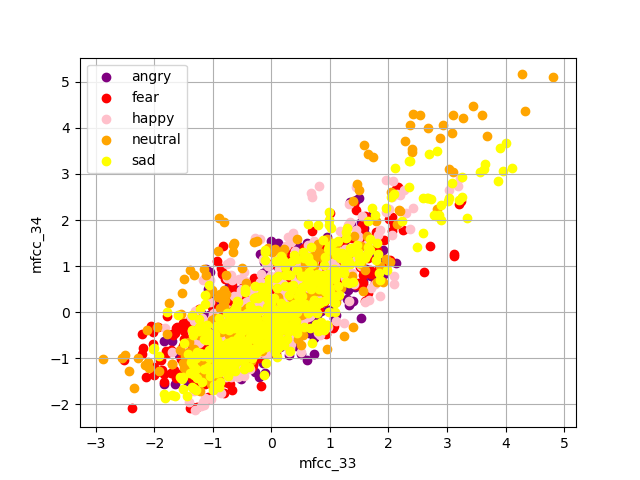 angry
fear
happy
neutral
sad
5
4
3
2
1
0
−1
−2
mfcc_34
−3 −2 −1 0 1 2 3 4 5
mfcc_33